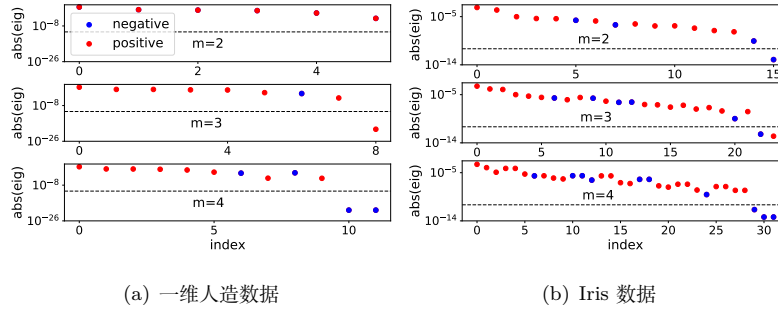 negative
positive
abs(eig)
10⁻⁸
10⁻²⁶
m=2
0 2 4
abs(eig)
10⁻⁸
10⁻²⁶
m=3
0 4 8
abs(eig)
10⁻⁸
10⁻²⁶
m=4
0 5 10
index
(a) 一维人造数据
abs(eig)
10⁻⁵
10⁻¹⁴
m=2
0 5 10 15
abs(eig)
10⁻⁵
10⁻¹⁴
m=3
0 5 10 15 20
abs(eig)
10⁻⁵
10⁻¹⁴
m=4
0 5 10 15 20 25 30
index
(b) Iris 数据